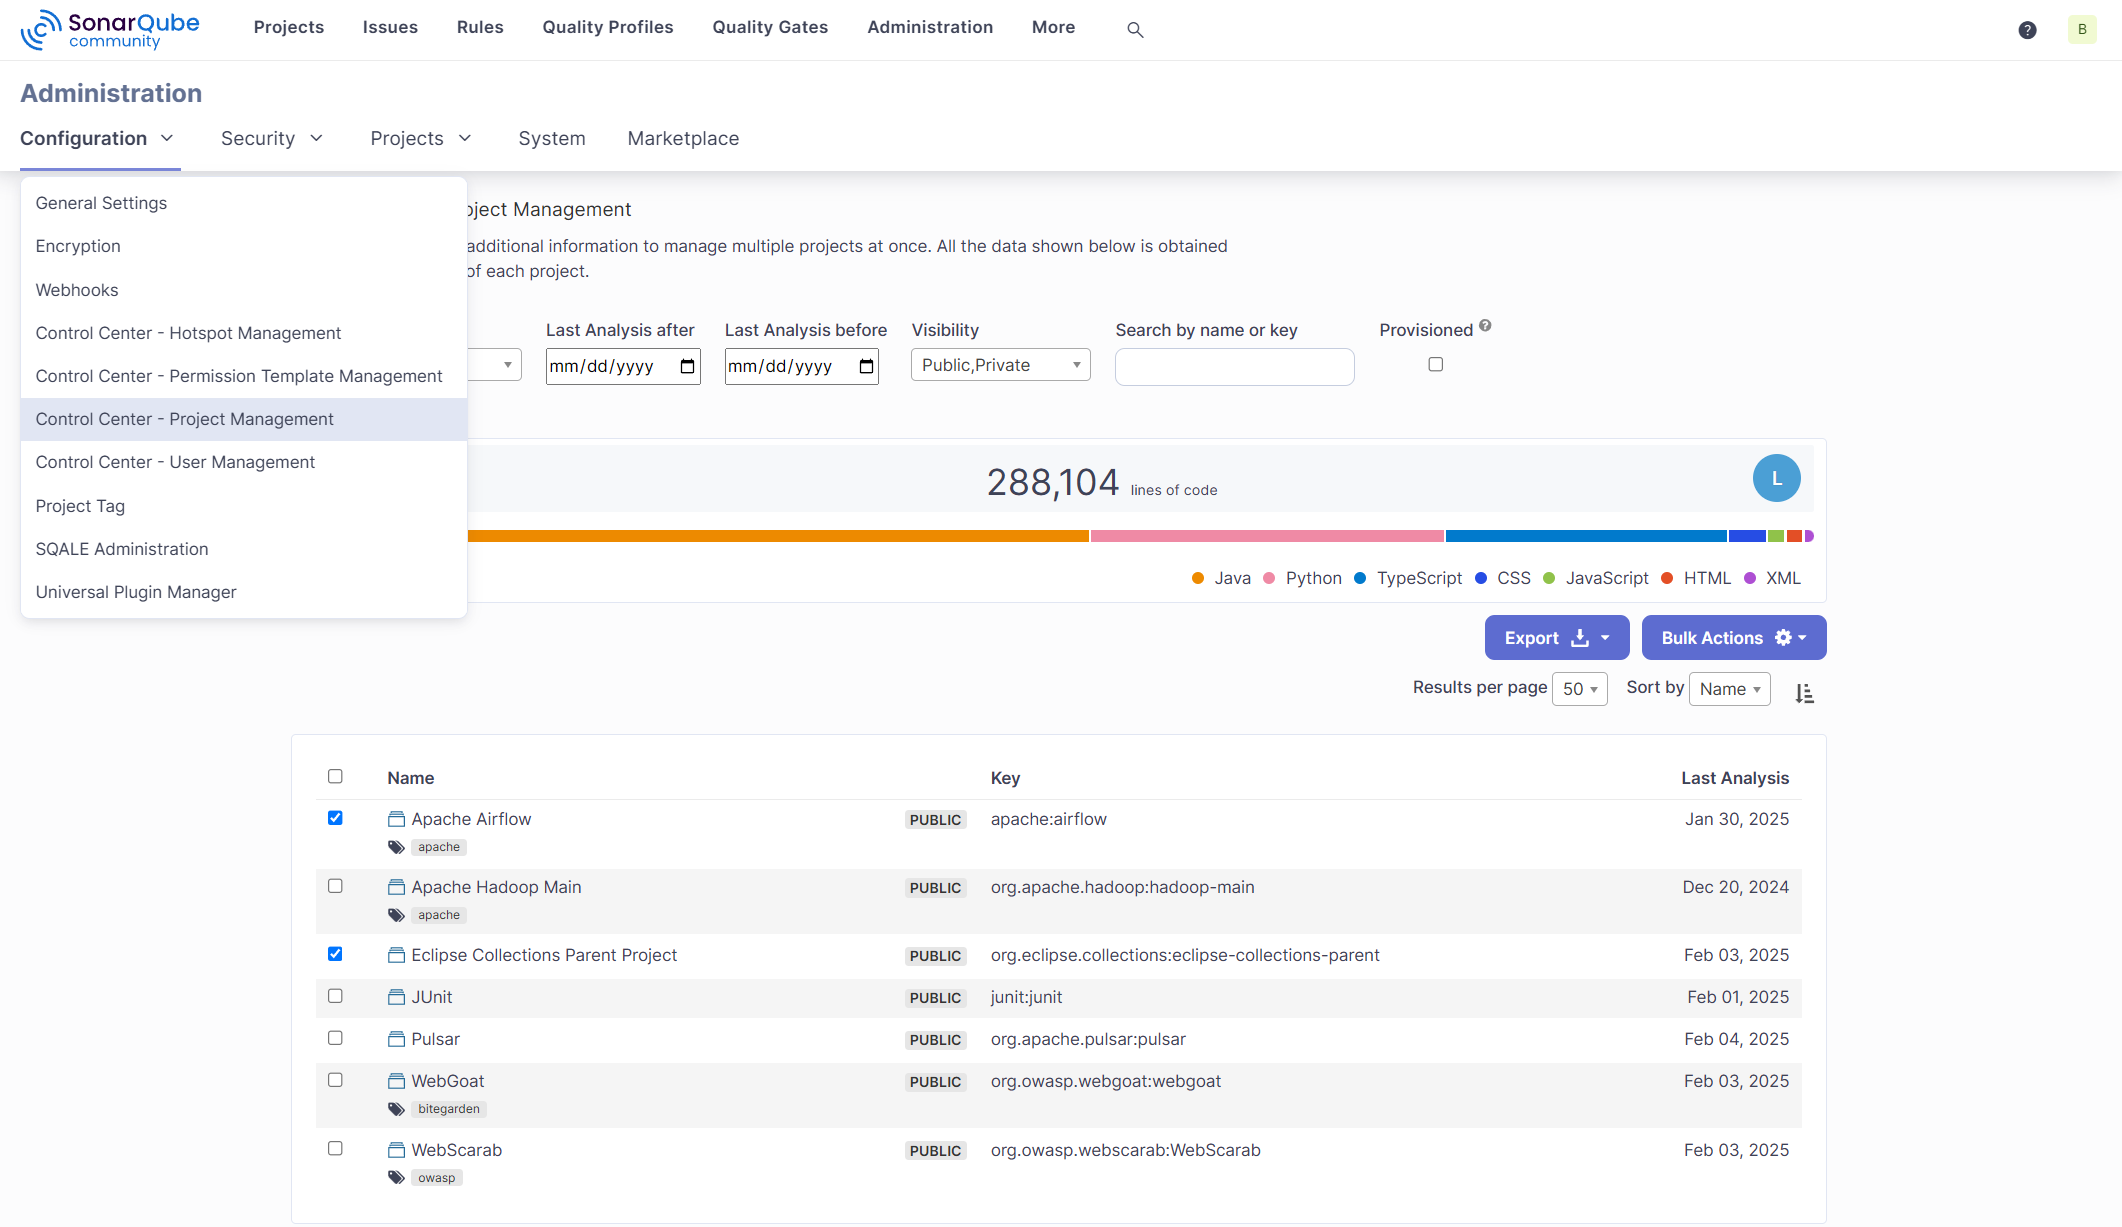 SonarQube
community
Projects Issues Rules Quality Profiles Quality Gates Administration More
?
B
Administration
Configuration Security Projects System Marketplace
General Settings
Encryption
Webhooks
Control Center - Hotspot Management
Control Center - Permission Template Management
Control Center - Project Management
Control Center - User Management
Project Tag
SQALE Administration
Universal Plugin Manager
oject Management
additional information to manage multiple projects at once. All the data shown below is obtained
of each project.
Last Analysis after Last Analysis before Visibility Search by name or key Provisioned ?
mm/dd/yyyy mm/dd/yyyy Public,Private
288,104 lines of code
L
Java Python TypeScript CSS JavaScript HTML XML
Export Bulk Actions
Results per page 50 Sort by Name
Name Key Last Analysis
Apache Airflow PUBLIC apache:airflow Jan 30, 2025
apache
Apache Hadoop Main PUBLIC org.apache.hadoop:hadoop-main Dec 20, 2024
apache
Eclipse Collections Parent Project PUBLIC org.eclipse.collections:eclipse-collections-parent Feb 03, 2025
JUnit PUBLIC junit:junit Feb 01, 2025
Pulsar PUBLIC org.apache.pulsar:pulsar Feb 04, 2025
WebGoat PUBLIC org.owasp.webgoat:webgoat Feb 03, 2025
bitegarden
WebScarab PUBLIC org.owasp.webscarab:WebScarab Feb 03, 2025
owasp